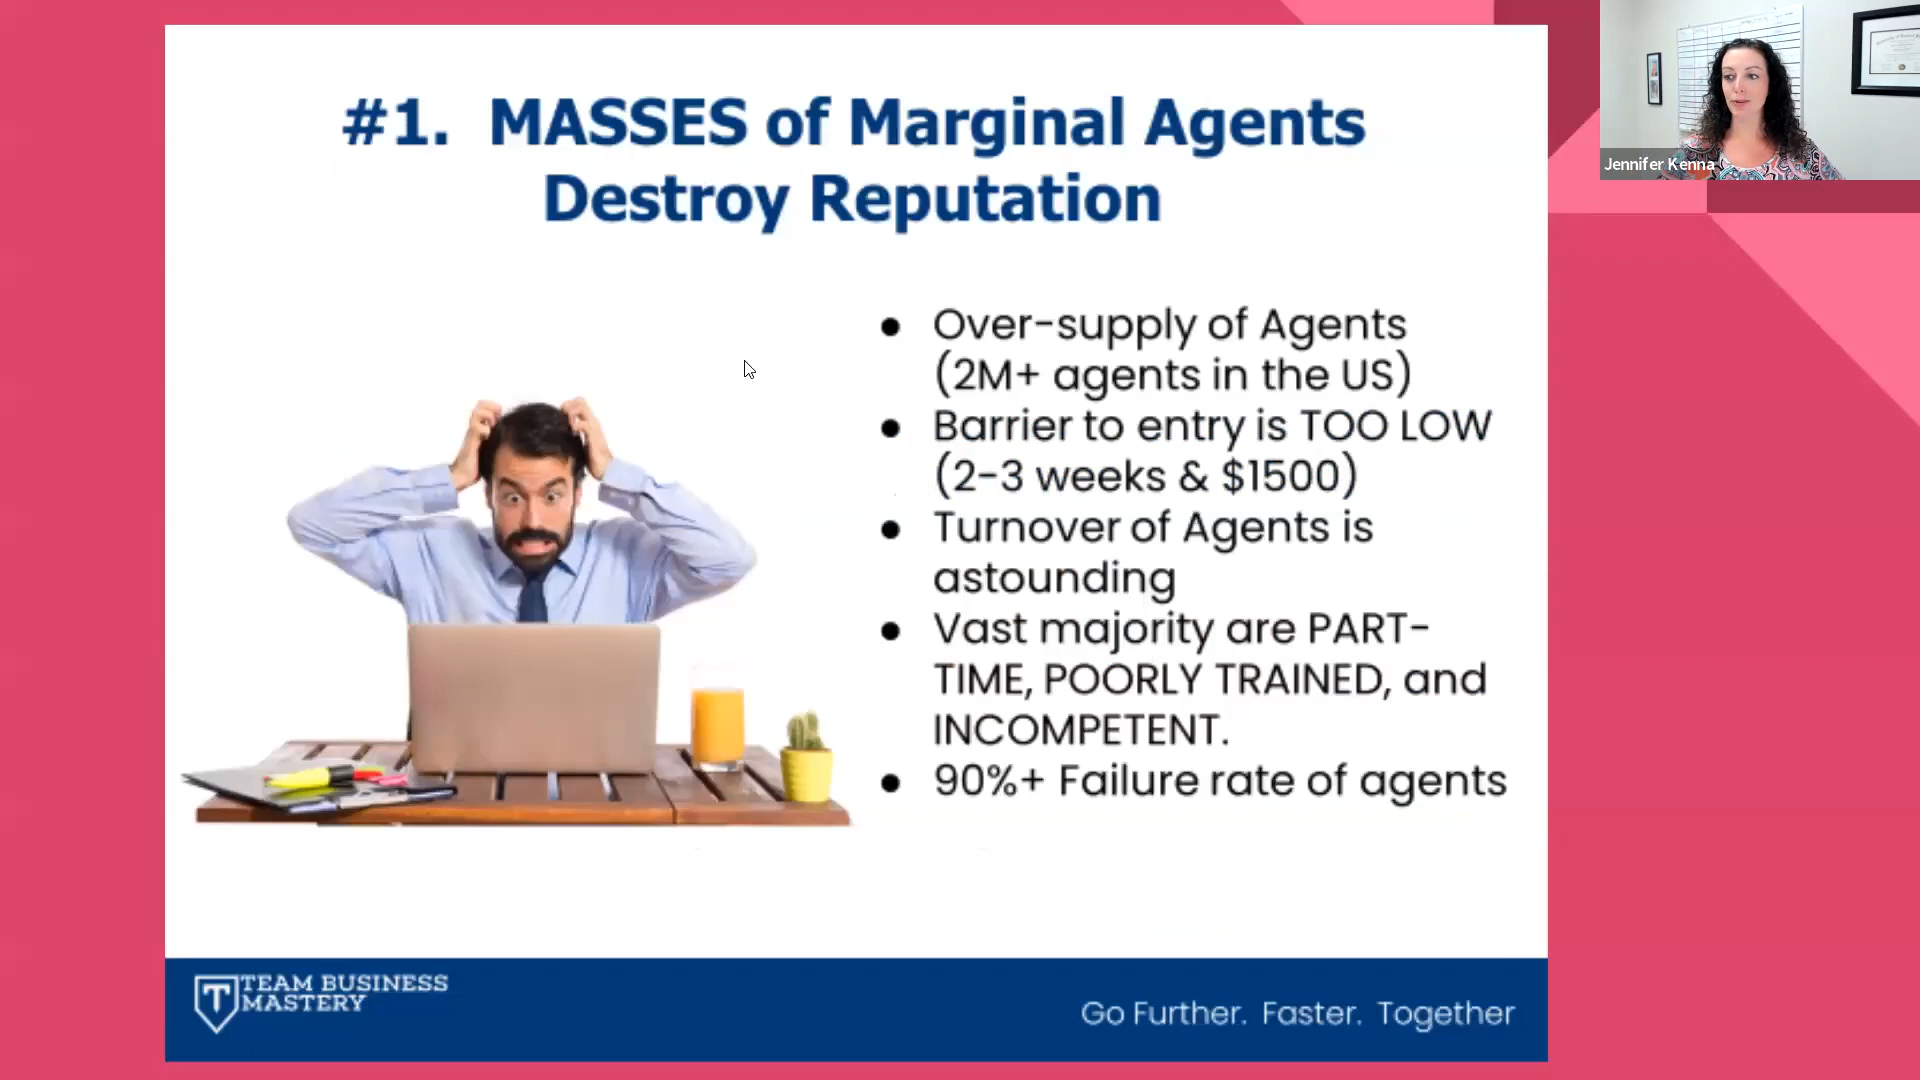 #1. MASSES of Marginal Agents
Destroy Reputation
Jennifer Kenna
● Over-supply of Agents
(2M+ agents in the US)
● Barrier to entry is TOO LOW
(2-3 weeks & $1500)
● Turnover of Agents is
astounding
● Vast majority are PART-
TIME, POORLY TRAINED, and
INCOMPETENT.
● 90%+ Failure rate of agents
TEAM BUSINESS
MASTERY
Go Further. Faster. Together